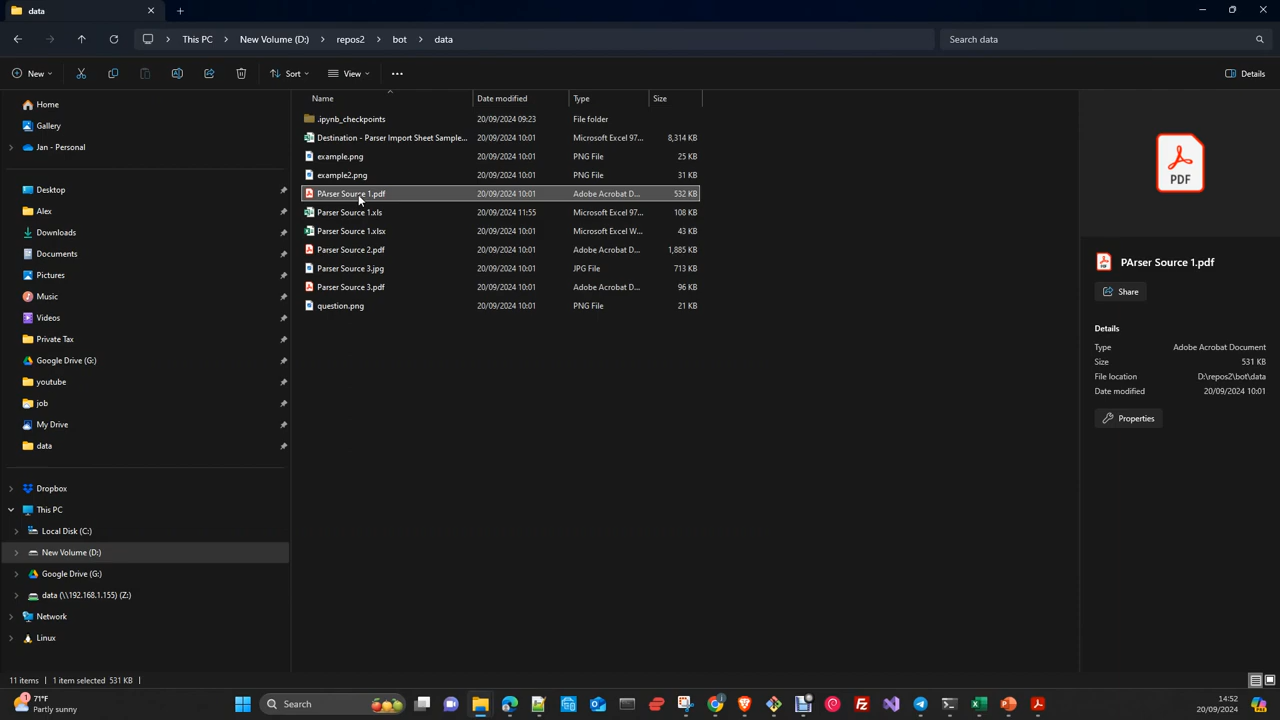 data
This PC
New Volume (D:)
repos2
bot
data
Search data
New
Sort
View
Details
Name
Date modified
Type
Size
.ipynb_checkpoints
20/09/2024 09:23
File folder
Destination - Parser Import Sheet Sample...
20/09/2024 10:01
Microsoft Excel 97...
8,314 KB
example.png
20/09/2024 10:01
PNG File
25 KB
example2.png
20/09/2024 10:01
PNG File
31 KB
PArser Source 1.pdf
20/09/2024 10:01
Adobe Acrobat D...
532 KB
Parser Source 1.xls
20/09/2024 11:55
Microsoft Excel 97...
108 KB
Parser Source 1.xlsx
20/09/2024 10:01
Microsoft Excel W...
43 KB
Parser Source 2.pdf
20/09/2024 10:01
Adobe Acrobat D...
1,885 KB
Parser Source 3.jpg
20/09/2024 10:01
JPG File
713 KB
Parser Source 3.pdf
20/09/2024 10:01
Adobe Acrobat D...
96 KB
question.png
20/09/2024 10:01
PNG File
21 KB
Home
Gallery
Jan - Personal
Desktop
Alex
Downloads
Documents
Pictures
Music
Videos
Private Tax
Google Drive (G:)
youtube
job
My Drive
data
Dropbox
This PC
Local Disk (C:)
New Volume (D:)
Google Drive (G:)
data (\\192.168.1.155) (Z:)
Network
Linux
PDF
PArser Source 1.pdf
Share
Details
Type
Adobe Acrobat Document
Size
531 KB
File location
D:\repos2\bot\data
Date modified
20/09/2024 10:01
Properties
11 items
1 item selected 531 KB
1
71°F
Partly sunny
Search
14:52
20/09/2024